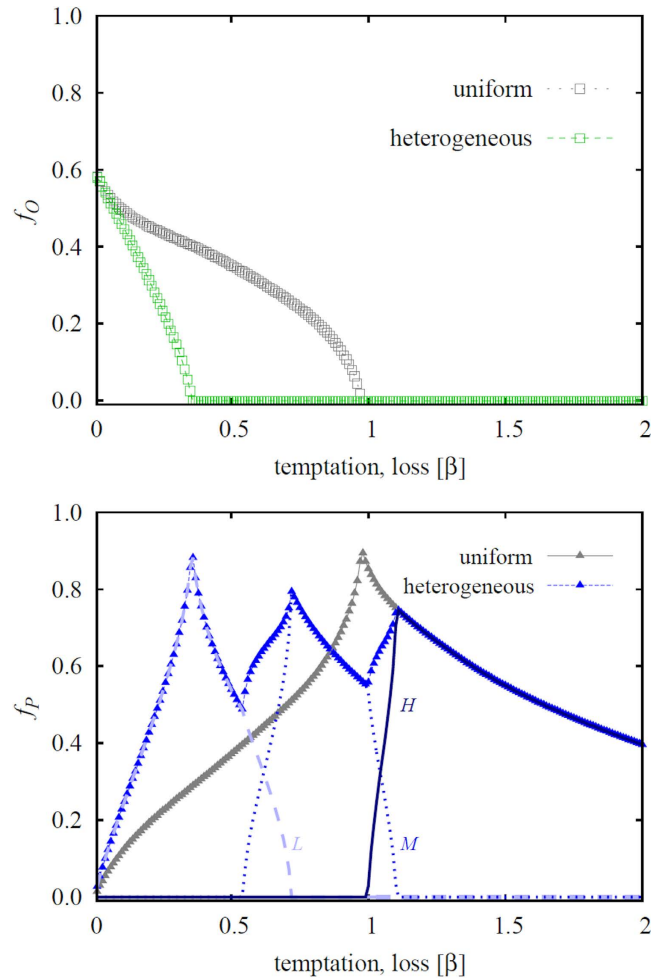 1.0
uniform
0.8
heterogeneous
0.6
f_O
0.4
0.2
0.0
0 0.5 1 1.5 2
temptation, loss [β]
1.0
uniform
heterogeneous
0.8
0.6
f_P
H
0.4
0.2
L M
0.0
0 0.5 1 1.5 2
temptation, loss [β]